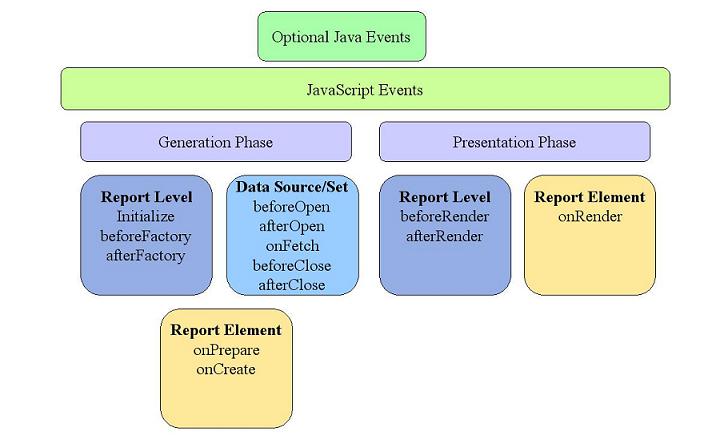 Optional Java Events
JavaScript Events
Generation Phase
Presentation Phase
Report Level
Initialize
beforeFactory
afterFactory
Data Source/Set
beforeOpen
afterOpen
onFetch
beforeClose
afterClose
Report Level
beforeRender
afterRender
Report Element
onRender
Report Element
onPrepare
onCreate